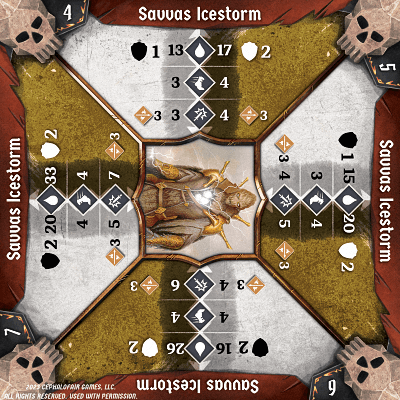 4
Savvas Icestorm
1 13 17 2
3 4
3 3 4 3
5
Savvas Icestorm
1 15 20 2
3 4
3 4 5 3
6
Savvas Icestorm
2 16 26 2
4 4
3 4 6 3
7
Savvas Icestorm
2 20 33 2
4 4
3 5 7 3
2023 CEPHALOFAIR GAMES, LLC.
ALL RIGHTS RESERVED. USED WITH PERMISSION.